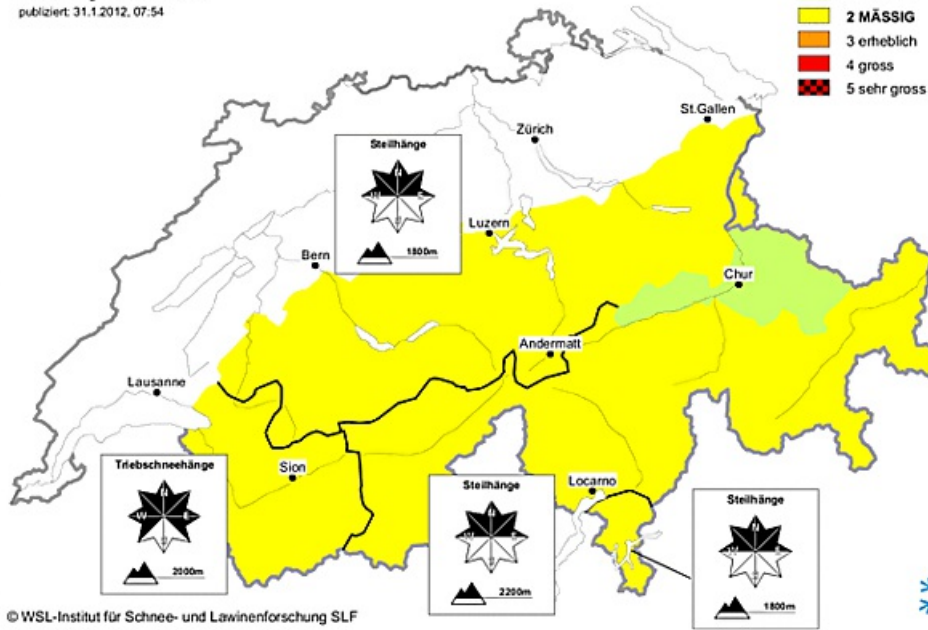 publiziert: 31.1.2012, 07:54
2 MÄSSIG
3 erheblich
4 gross
5 sehr gross
St.Gallen
Zürich
Steilhänge
N
W E
S
1800m
Luzern
Bern
Chur
Andermatt
Lausanne
Triebschneehänge
N
W E
S
2000m
Sion
Steilhänge
N
W E
S
2200m
Locarno
Steilhänge
N
W E
S
1800m
© WSL-Institut für Schnee- und Lawinenforschung SLF